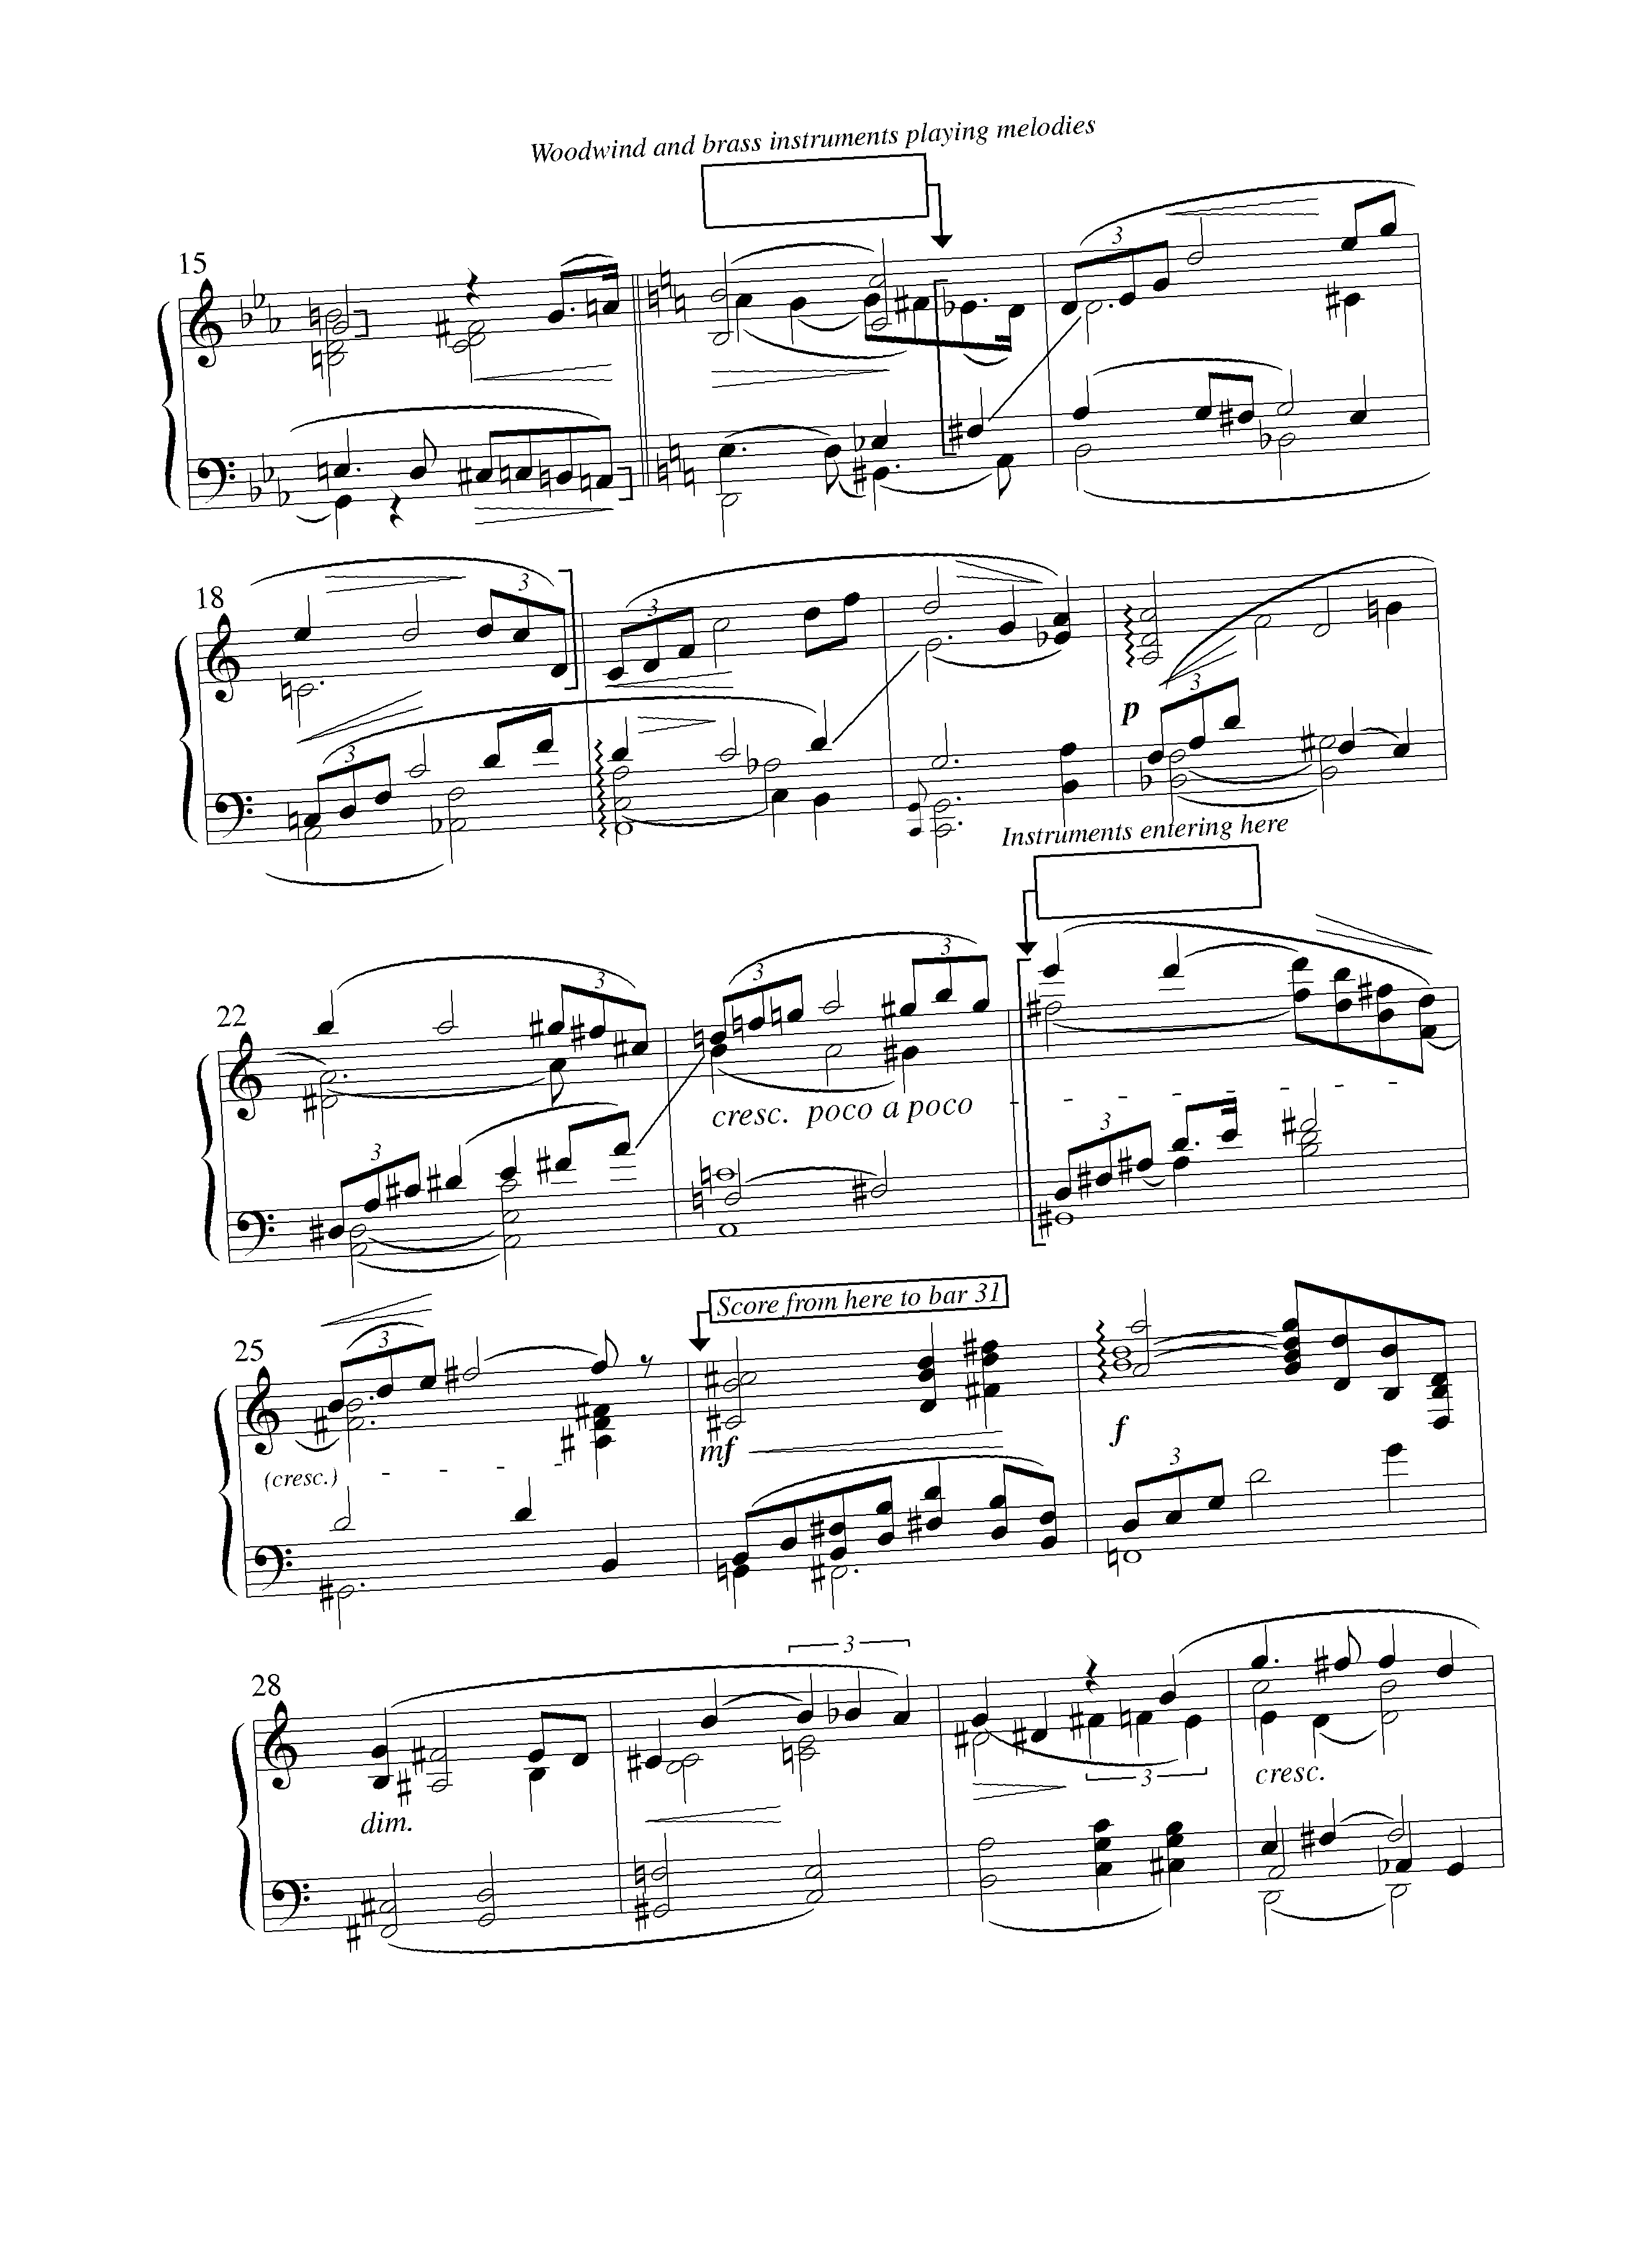 Woodwind and brass instruments playing melodies
15
3
18
3
3
3
3
p
Instruments entering here
22
3
3
3
3
3
cresc. poco a poco
3
Score from here to bar 31
25
3
mf
f
(cresc.)
3
28
3
3
cresc.
dim.